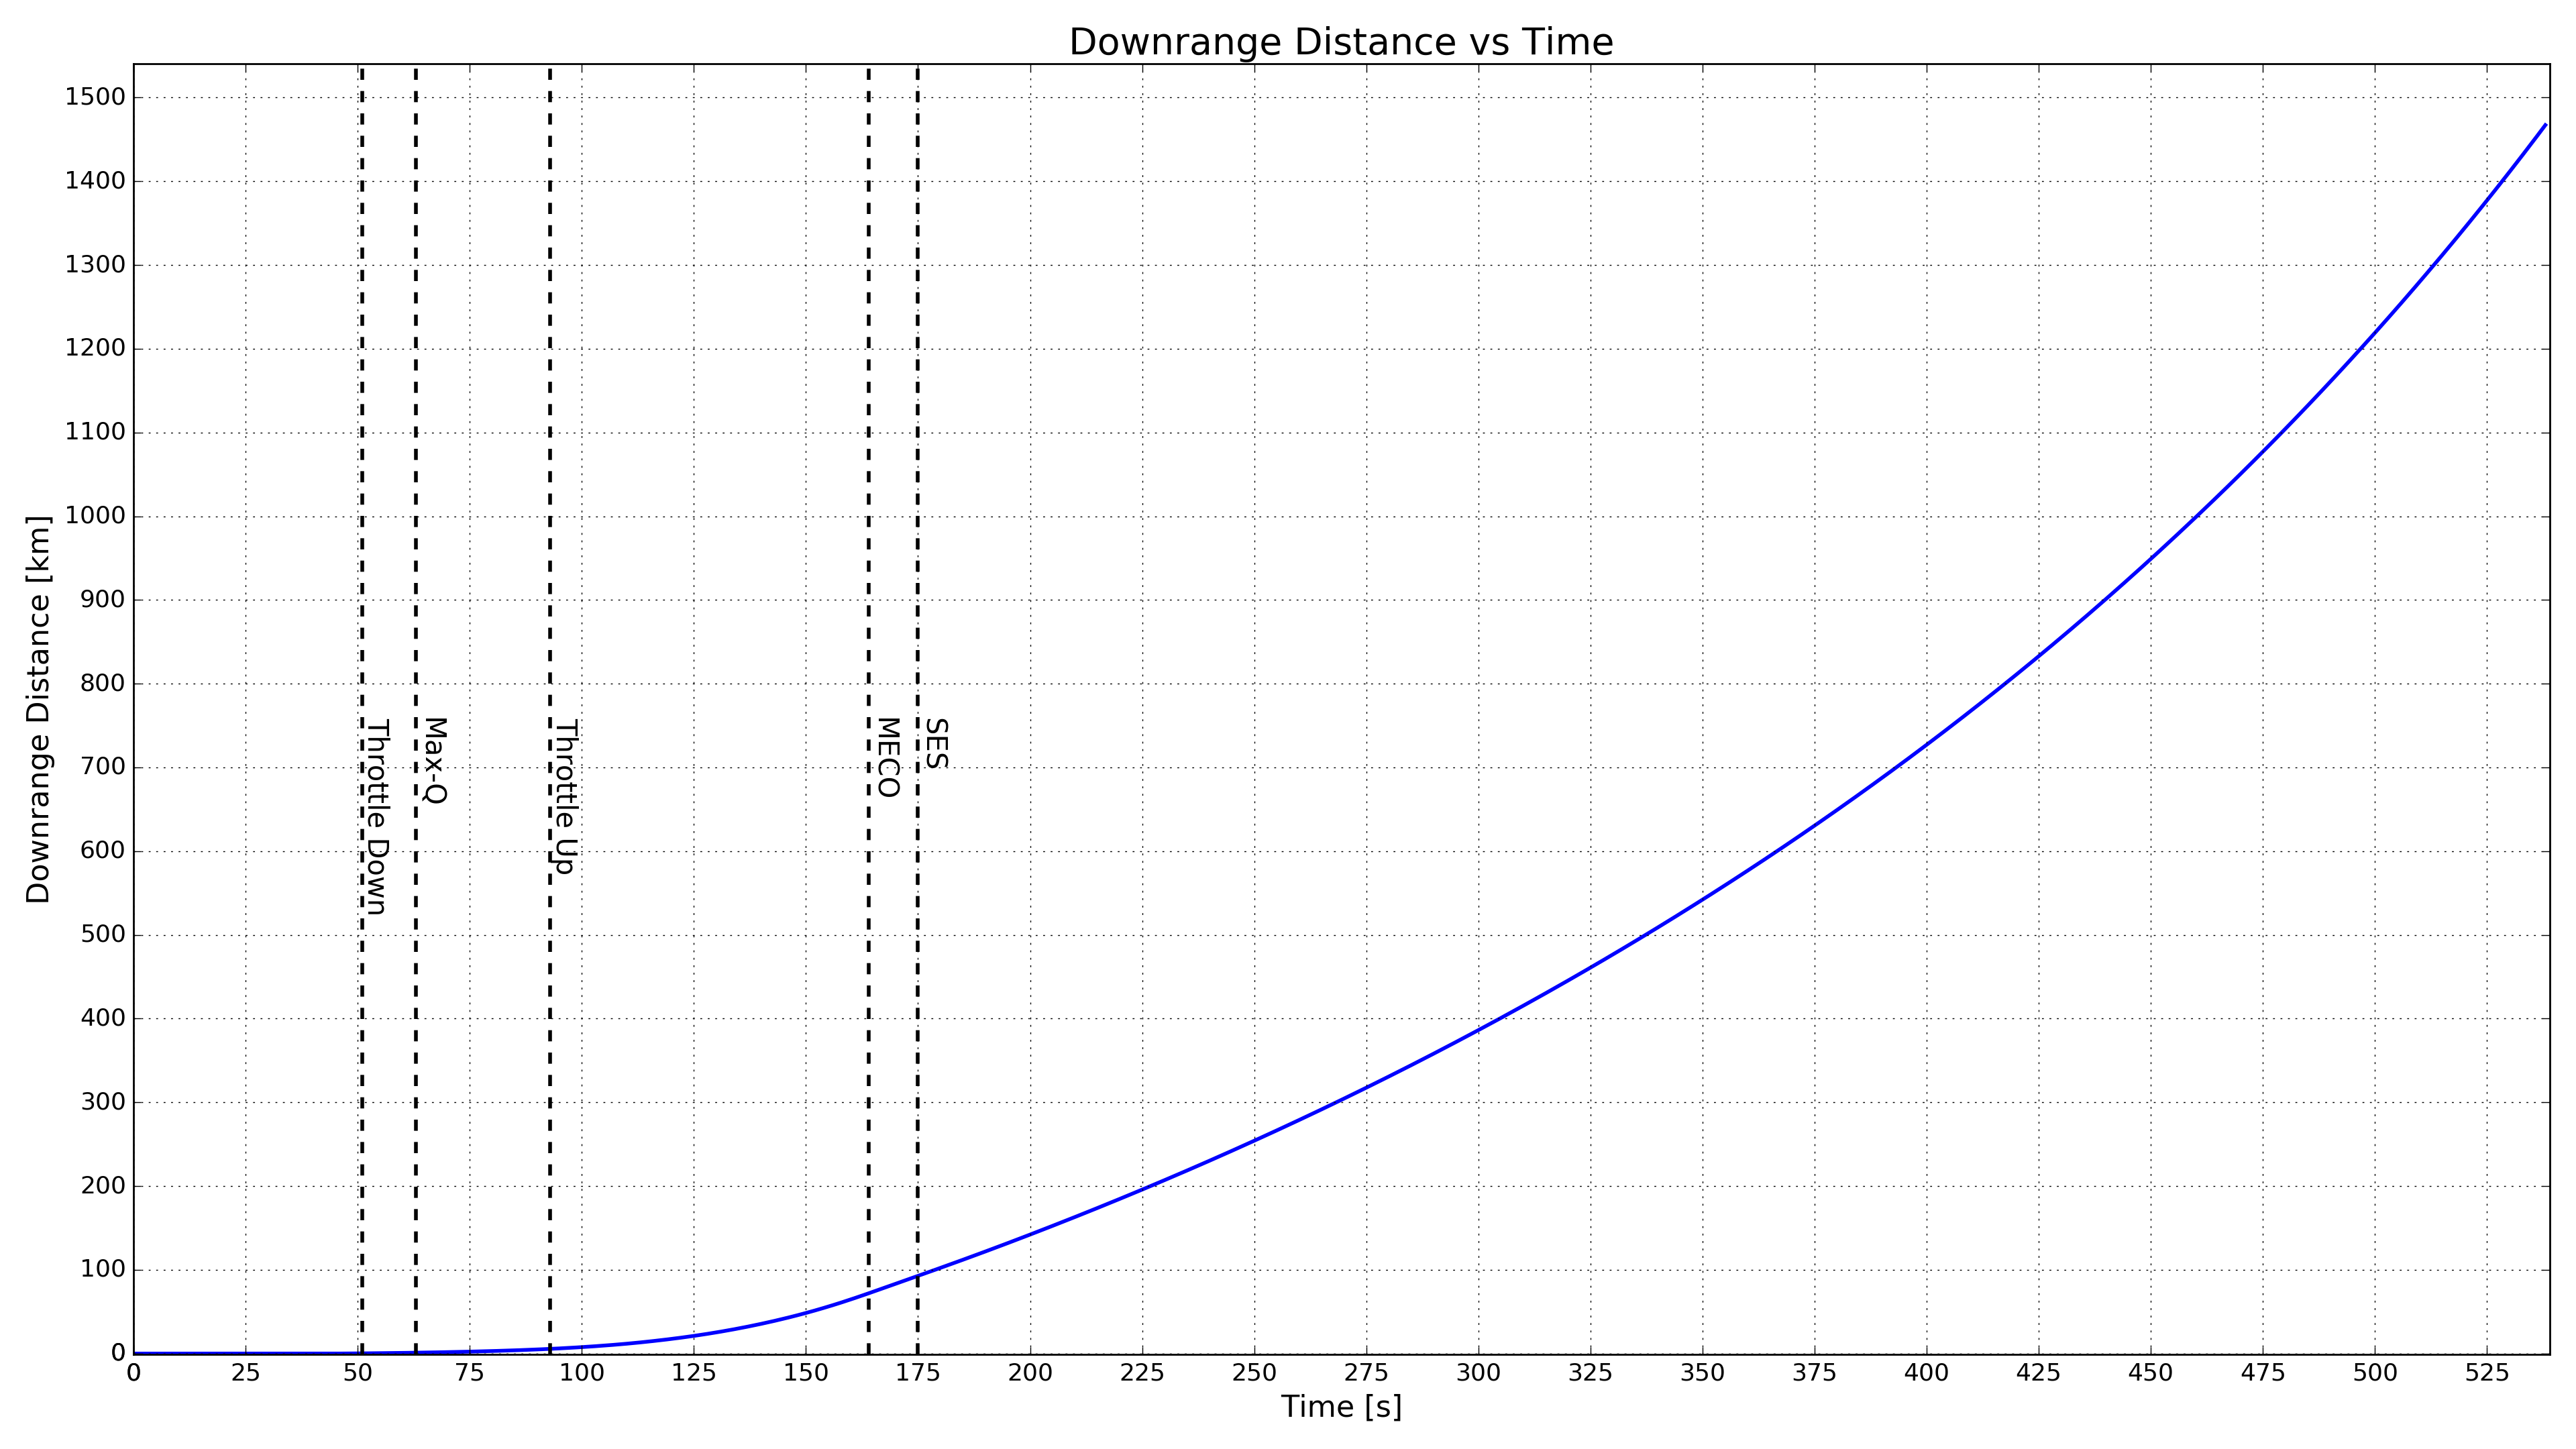 Downrange Distance vs Time
1500
1400
1300
1200
1100
1000
900
800
700
600
500
400
300
200
100
0
Downrange Distance [km]
Throttle Down
Max-Q
Throttle Up
MECO
SES
0 25 50 75 100 125 150 175 200 225 250 275 300 325 350 375 400 425 450 475 500 525
Time [s]